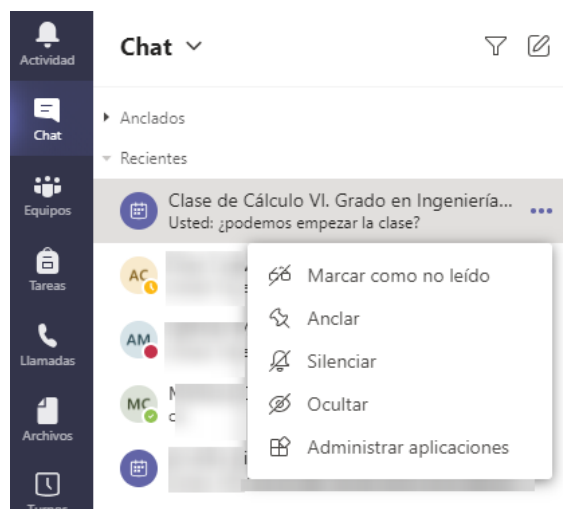 Actividad
Chat
Equipos
Tareas
Llamadas
Archivos
Chat
Anclados
Recientes
Clase de Cálculo VI. Grado en Ingeniería...
Usted: ¿podemos empezar la clase?
AC
AM
MC
Marcar como no leído
Anclar
Silenciar
Ocultar
Administrar aplicaciones